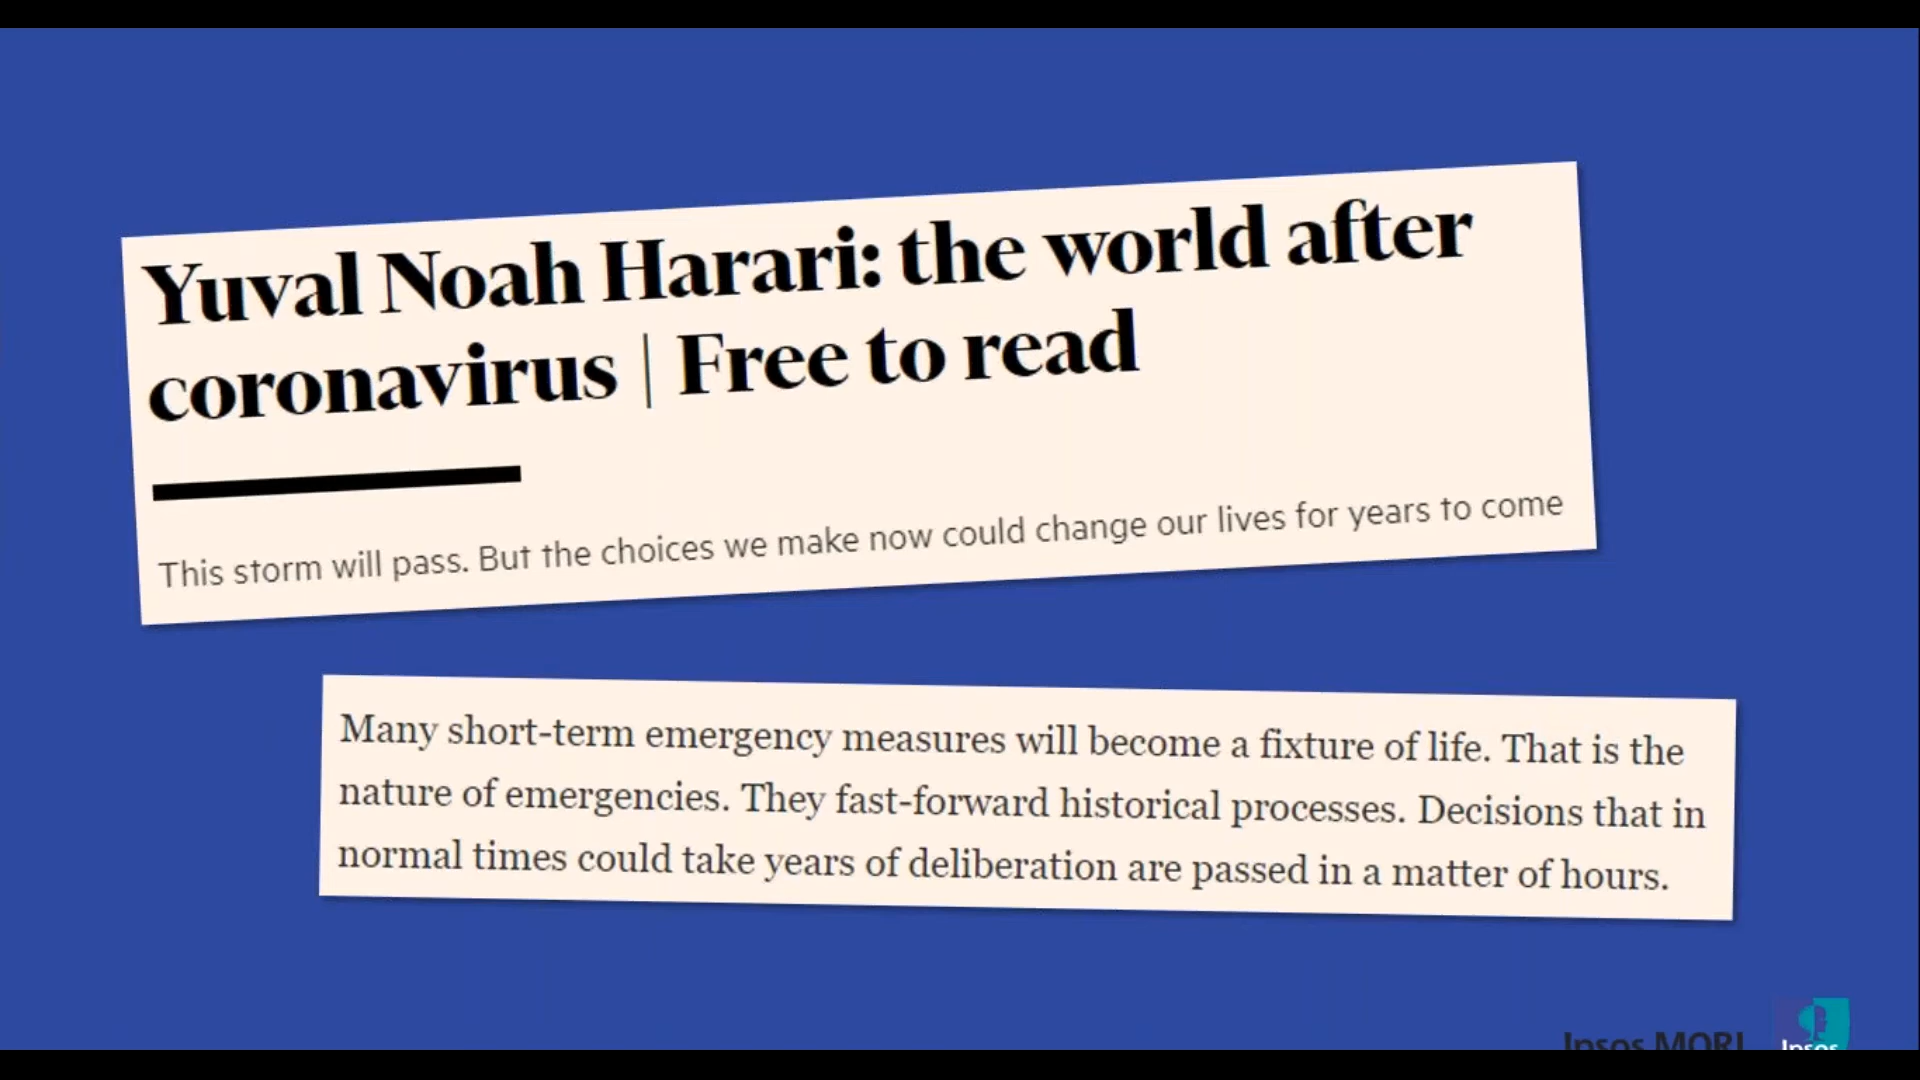 Yuval Noah Harari: the world after
coronavirus | Free to read
This storm will pass. But the choices we make now could change our lives for years to come
Many short-term emergency measures will become a fixture of life. That is the
nature of emergencies. They fast-forward historical processes. Decisions that in
normal times could take years of deliberation are passed in a matter of hours.
Ipsos MORI
Ipsos